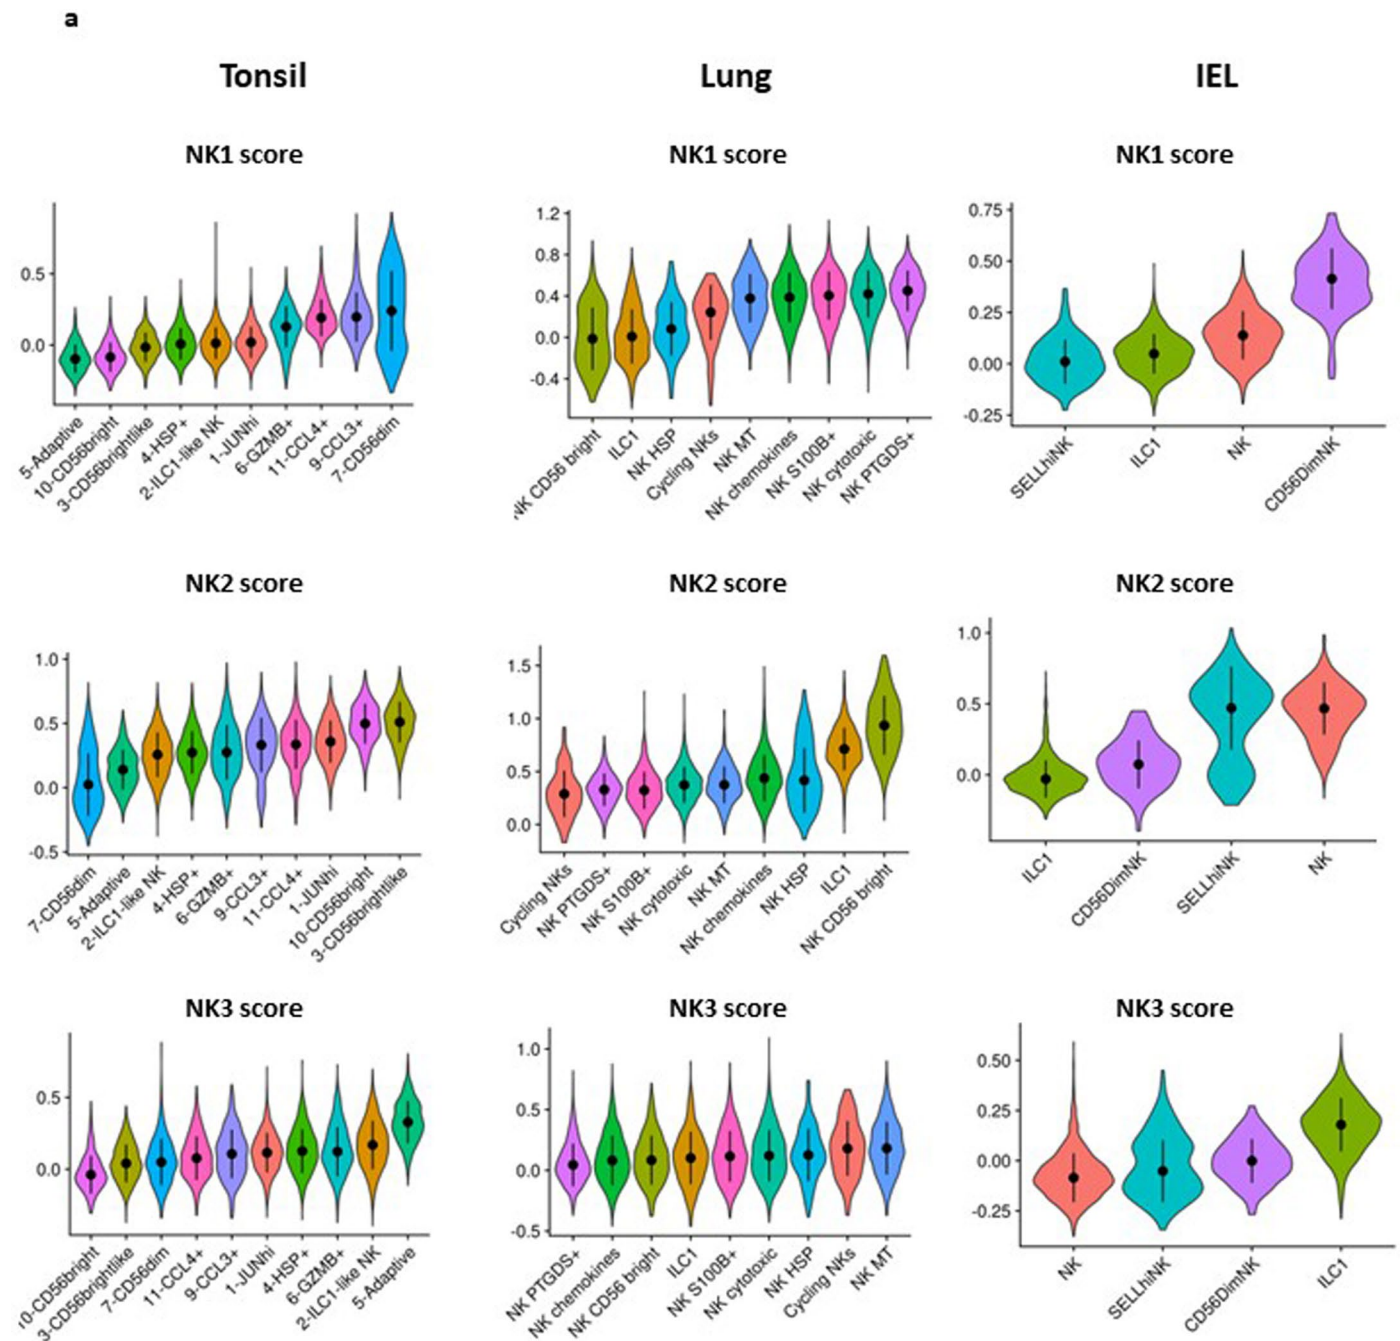 a
Tonsil Lung IEL
NK1 score NK1 score NK1 score
0.5
0.0
5-Adaptive
10-CD56bright
3-CD56brightlike
4-HSP+
2-ILC1-like NK
1-JUNhi
6-GZMB+
11-CCL4+
9-CCL3+
7-CD56dim
1.2
0.8
0.4
0.0
-0.4
NK CD56 bright
ILC1
NK HSP
Cycling NKs
NK MT
NK chemokines
NK S100B+
NK cytotoxic
NK PTGDS+
0.75
0.50
0.25
0.00
-0.25
SELLhiNK
ILC1
NK
CD56DimNK
NK2 score NK2 score NK2 score
1.0
0.5
0.0
-0.5
7-CD56dim
5-Adaptive
2-ILC1-like NK
4-HSP+
6-GZMB+
9-CCL3+
11-CCL4+
1-JUNhi
10-CD56bright
3-CD56brightlike
1.5
1.0
0.5
0.0
Cycling NKs
NK PTGDS+
NK S100B+
NK cytotoxic
NK MT
NK chemokines
NK HSP
ILC1
NK CD56 bright
1.0
0.5
0.0
ILC1
CD56DimNK
SELLhiNK
NK
NK3 score NK3 score NK3 score
0.5
0.0
0-CD56bright
3-CD56brightlike
7-CD56dim
11-CCL4+
9-CCL3+
1-JUNhi
4-HSP+
6-GZMB+
2-ILC1-like NK
5-Adaptive
1.0
0.5
0.0
-0.5
NK PTGDS+
NK chemokines
NK CD56 bright
ILC1
NK S100B+
NK cytotoxic
NK HSP
Cycling NKs
NK MT
0.50
0.25
0.00
-0.25
NK
SELLhiNK
CD56DimNK
ILC1